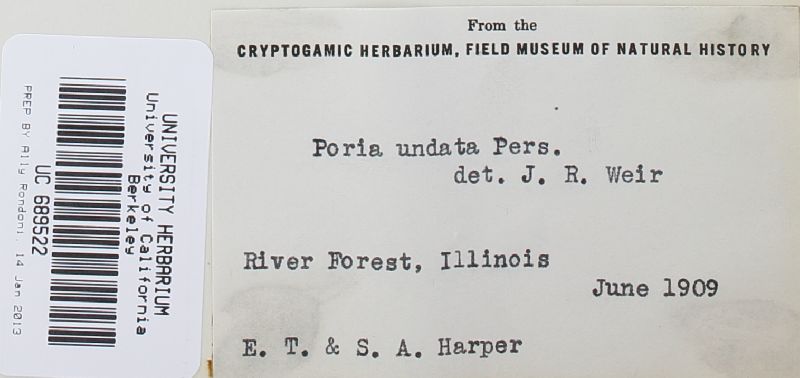 From the
CRYPTOGAMIC HERBARIUM, FIELD MUSEUM OF NATURAL HISTORY
Poria undata Pers.
det. J. R. Weir
River Forest, Illinois
June 1909
E. T. & S. A. Harper
UNIVERSITY HERBARIUM
University of California
Berkeley
UC 689522
PREP BY Ally Rondoni, 14 Jan 2013